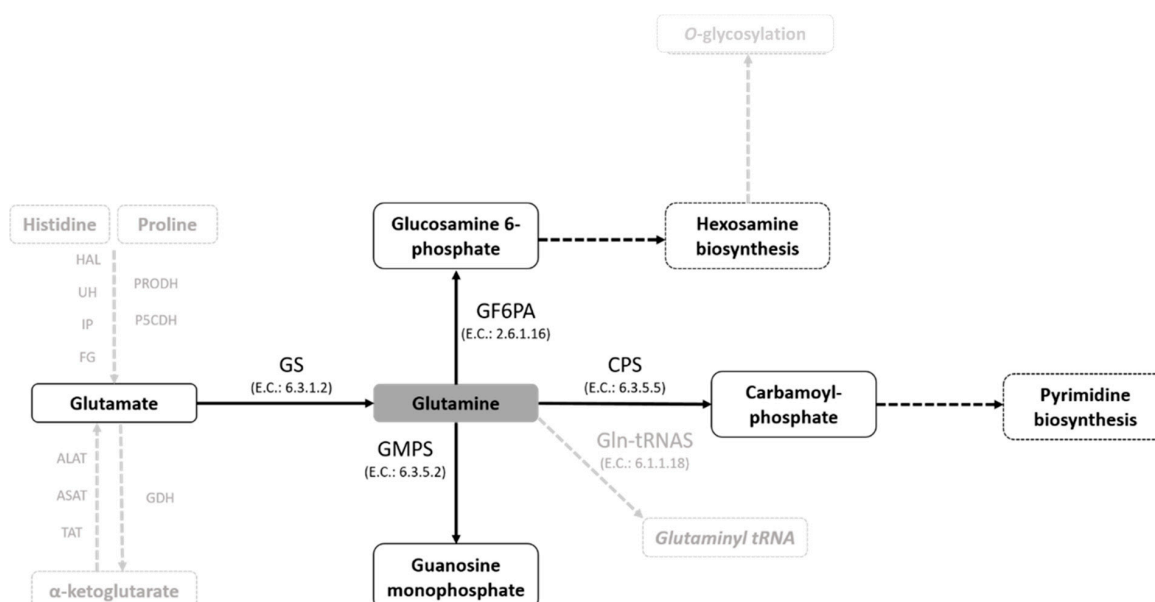 O-glycosylation
Histidine
Proline
Glucosamine 6-
phosphate
Hexosamine
biosynthesis
HAL
UH
IP
FG
PRODH
P5CDH
GF6PA
(E.C.: 2.6.1.16)
GS
(E.C.: 6.3.1.2)
CPS
(E.C.: 6.3.5.5)
Glutamate
Glutamine
Carbamoyl-
phosphate
Pyrimidine
biosynthesis
GMPS
(E.C.: 6.3.5.2)
Gln-tRNAS
(E.C.: 6.1.1.18)
ALAT
ASAT
TAT
GDH
Glutaminyl tRNA
α-ketoglutarate
Guanosine
monophosphate